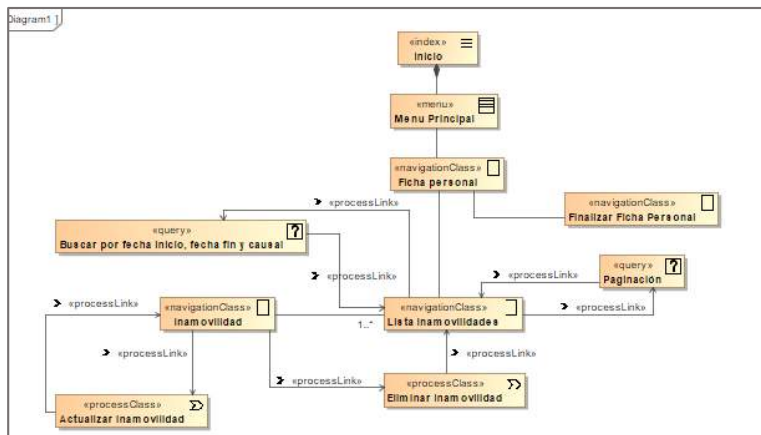 Diagram1 [
«index»
Inicio
«menu»
Menu Principal
«navigationClass»
Ficha personal
«processLink»
«navigationClass»
Finalizar Ficha Personal
«query»
Buscar por fecha Inicio, fecha fin y causal
«query»
Paginación
«processLink»
«processLink»
«processLink»
«navigationClass»
Inamovilidad
«navigationClass»
Lista Inamovilidades
«processLink»
1..*
«processLink»
«processLink»
«processLink»
«processClass»
Eliminar Inamovilidad
«processClass»
Actualizar Inamovilidad